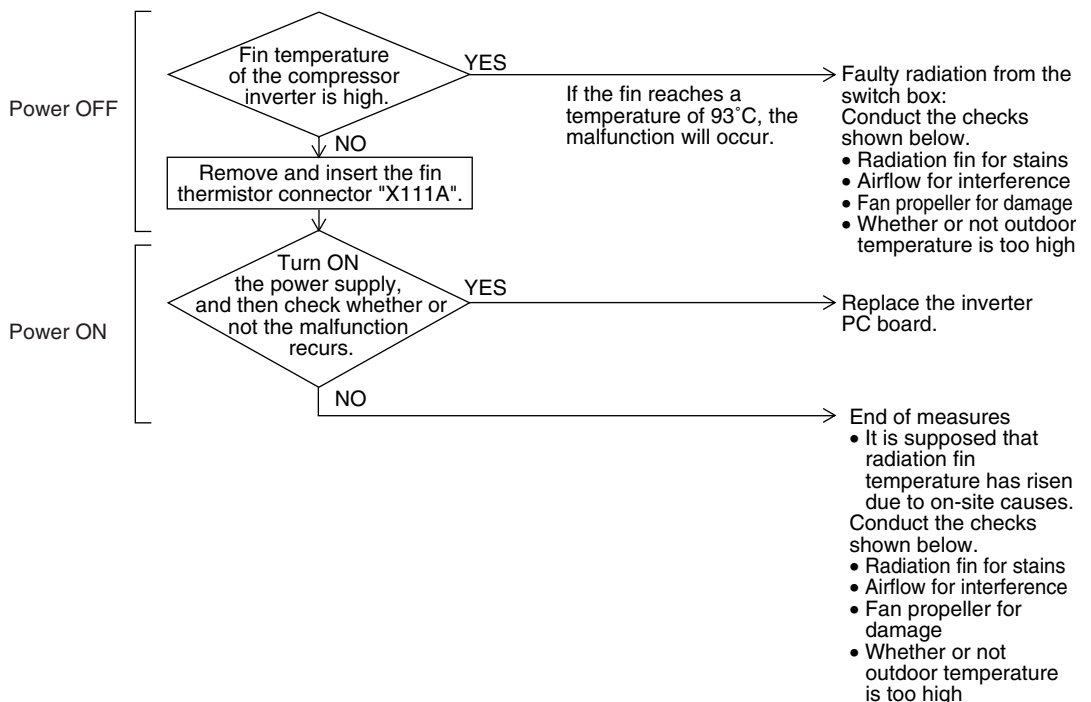 Power OFF
Fin temperature
of the compressor
inverter is high.
YES
If the fin reaches a
temperature of 93˚C, the
malfunction will occur.
Faulty radiation from the
switch box:
Conduct the checks
shown below.
• Radiation fin for stains
• Airflow for interference
• Fan propeller for damage
• Whether or not outdoor
temperature is too high
NO
Remove and insert the fin
thermistor connector "X111A".
Power ON
Turn ON
the power supply,
and then check whether or
not the malfunction
recurs.
YES
Replace the inverter
PC board.
NO
End of measures
• It is supposed that
radiation fin
temperature has risen
due to on-site causes.
Conduct the checks
shown below.
• Radiation fin for stains
• Airflow for interference
• Fan propeller for
damage
• Whether or not
outdoor temperature
is too high